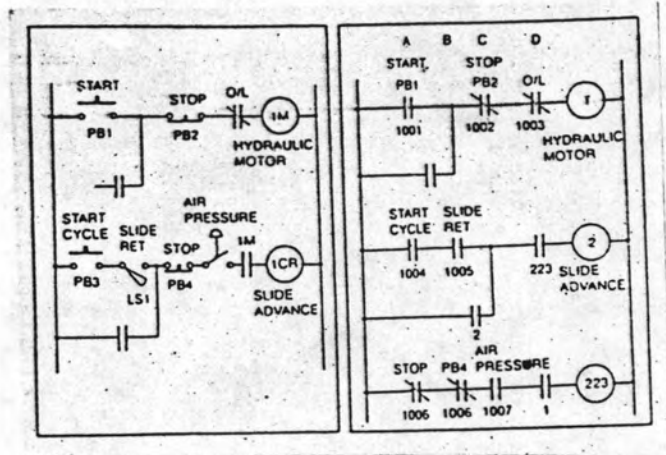 START
STOP
O/L
1M
PB1
PB2
HYDRAULIC
MOTOR
START
CYCLE
SLIDE
RET
STOP
AIR
PRESSURE
1M
1CR
PB3
LS1
PB4
SLIDE
ADVANCE
A B C D
START
PB1
STOP
PB2
O/L
1
1001
1002
1003
HYDRAULIC
MOTOR
START
CYCLE
SLIDE
RET
2
1004
1005
223
SLIDE
ADVANCE
2
AIR
STOP
PB4
PRESSURE
223
1006
1006
1007
1